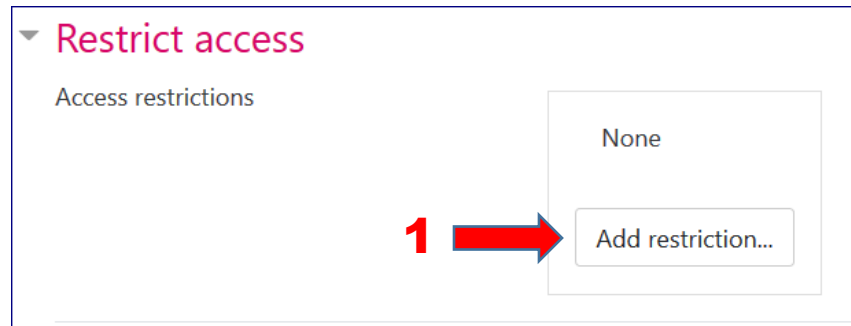 Restrict access
Access restrictions
None
1
Add restriction...